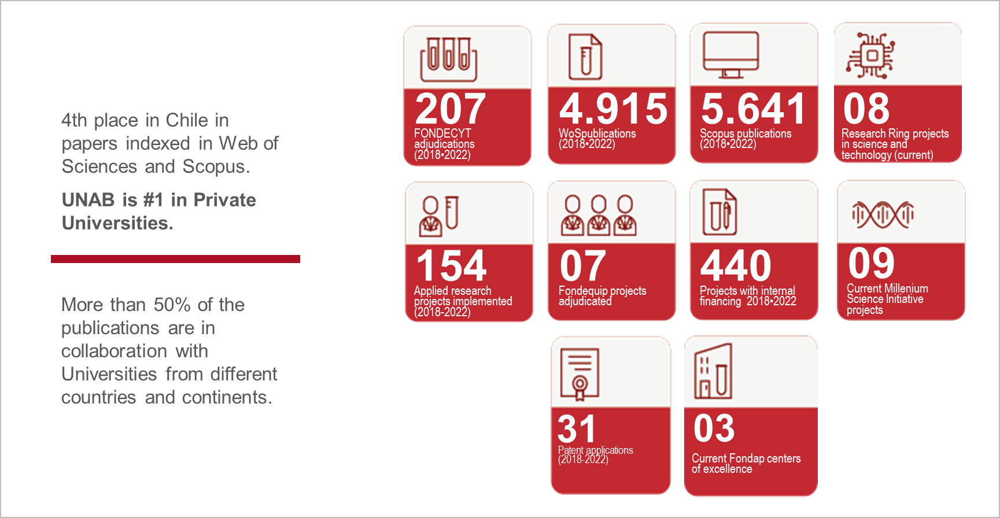 4th place in Chile in
papers indexed in Web of
Sciences and Scopus.
UNAB is #1 in Private
Universities.
More than 50% of the
publications are in
collaboration with
Universities from different
countries and continents.
207
FONDECYT
adjudications
(2018•2022)
4.915
WoSpublications
(2018•2022)
5.641
Scopus publications
(2018•2022)
08
Research Ring projects
in science and
technology (current)
154
Applied research
projects implemented
(2018-2022)
07
Fondequip projects
adjudicated
440
Projects with internal
financing 2018•2022
09
Current Millenium
Science Initiative
projects
31
Patent applications
(2018-2022)
03
Current Fondap centers
of excellence